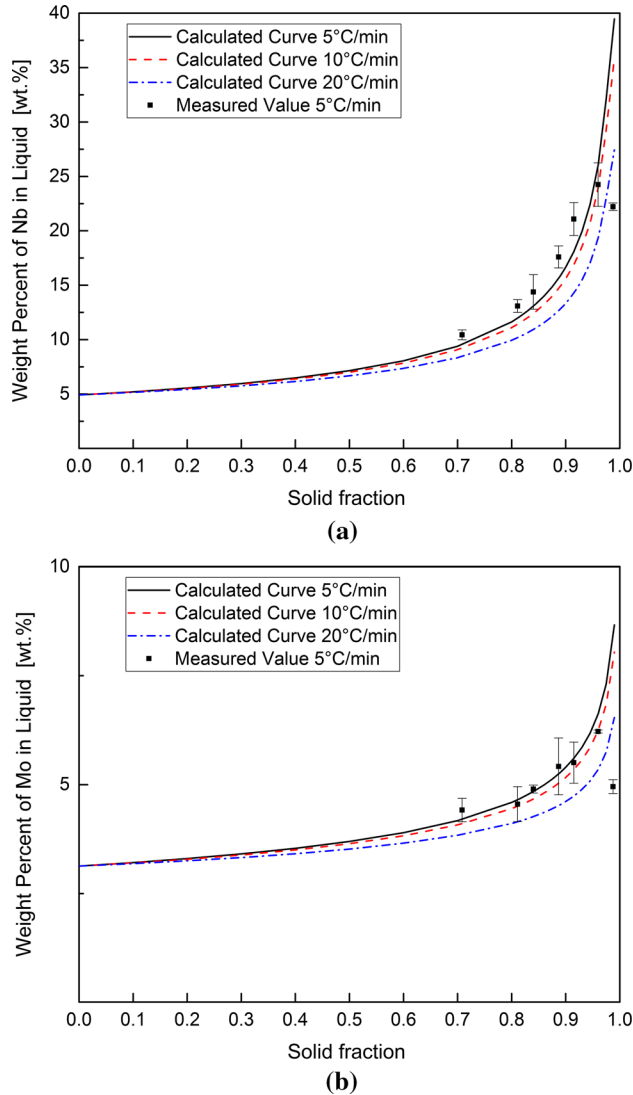 40
35
30
25
20
15
10
5
Weight Percent of Nb in Liquid [wt.%]
Calculated Curve 5°C/min
Calculated Curve 10°C/min
Calculated Curve 20°C/min
Measured Value 5°C/min
0.0 0.1 0.2 0.3 0.4 0.5 0.6 0.7 0.8 0.9 1.0
Solid fraction
(a)
10
5
Weight Percent of Mo in Liquid [wt.%]
Calculated Curve 5°C/min
Calculated Curve 10°C/min
Calculated Curve 20°C/min
Measured Value 5°C/min
0.0 0.1 0.2 0.3 0.4 0.5 0.6 0.7 0.8 0.9 1.0
Solid fraction
(b)